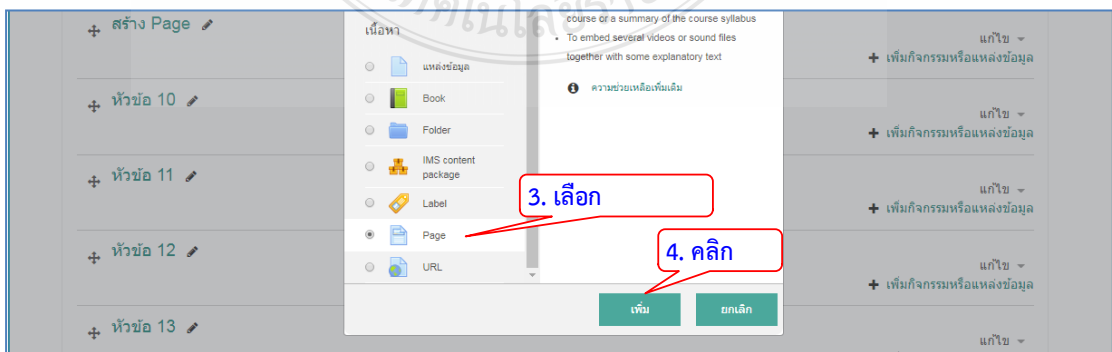 คโนโลยีรา
สร้าง Page
เนื้อหา
แหล่งข้อมูล
Book
Folder
IMS content
package
Label
Page
URL
course or a summary of the course syllabus
• To embed several videos or sound files
together with some explanatory text
ความช่วยเหลือเพิ่มเติม
3. เลือก
4. คลิก
เพิ่ม
ยกเลิก
แก้ไข
เพิ่มกิจกรรมหรือแหล่งข้อมูล
หัวข้อ 10
แก้ไข
เพิ่มกิจกรรมหรือแหล่งข้อมูล
หัวข้อ 11
แก้ไข
เพิ่มกิจกรรมหรือแหล่งข้อมูล
หัวข้อ 12
แก้ไข
เพิ่มกิจกรรมหรือแหล่งข้อมูล
หัวข้อ 13
แก้ไข